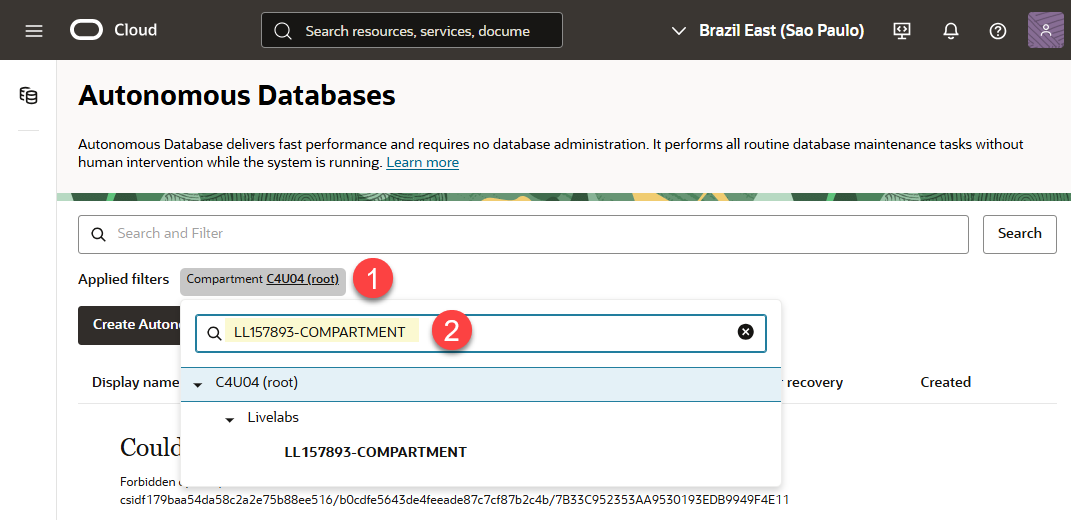 Cloud
Search resources, services, docume
Brazil East (Sao Paulo)
Autonomous Databases
Autonomous Database delivers fast performance and requires no database administration. It performs all routine database maintenance tasks without
human intervention while the system is running. Learn more
Search and Filter
Search
Applied filters
Compartment C4U04 (root)
1
Create Auton
LL157893-COMPARTMENT
2
Display name
C4U04 (root)
recovery
Created
Livelabs
LL157893-COMPARTMENT
Could
Forbidden
csidf179baa54da58c2a2e75b88ee516/b0cdfe5643de4feeade87c7cf87b2c4b/7B33C952353AA9530193EDB9949F4E11